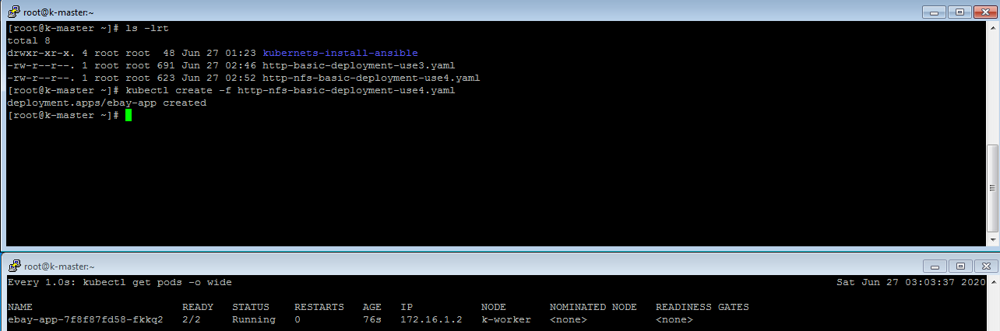 root@k-master:~
[root@k-master ~]# ls -lrt
total 8
drwxr-xr-x. 4 root root  48 Jun 27 01:23 kubernets-install-ansible
-rw-r--r--. 1 root root 691 Jun 27 02:46 http-basic-deployment-use3.yaml
-rw-r--r--. 1 root root 623 Jun 27 02:52 http-nfs-basic-deployment-use4.yaml
[root@k-master ~]# kubectl create -f http-nfs-basic-deployment-use4.yaml
deployment.apps/ebay-app created
[root@k-master ~]#
root@k-master:~
Every 1.0s: kubectl get pods -o wide Sat Jun 27 03:03:37 2020
NAME READY STATUS RESTARTS AGE IP NODE NOMINATED NODE READINESS GATES
ebay-app-7f8f87fd58-fkkq2 2/2 Running 0 76s 172.16.1.2 k-worker <none> <none>